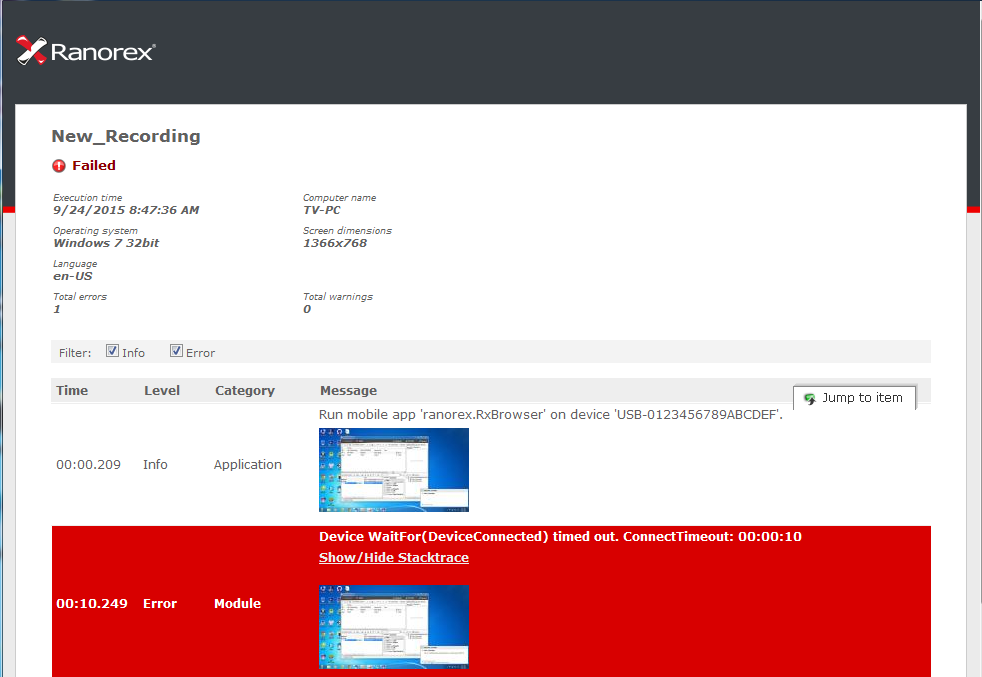 Ranorex®
New_Recording
Failed
Execution time
9/24/2015 8:47:36 AM
Computer name
TV-PC
Operating system
Windows 7 32bit
Screen dimensions
1366x768
Language
en-US
Total errors
1
Total warnings
0
Filter: Info Error
Time Level Category Message
Jump to item
Run mobile app 'ranorex.RxBrowser' on device 'USB-0123456789ABCDEF'.
00:00.209 Info Application
Device WaitFor(DeviceConnected) timed out. ConnectTimeout: 00:00:10
Show/Hide Stacktrace
00:10.249 Error Module